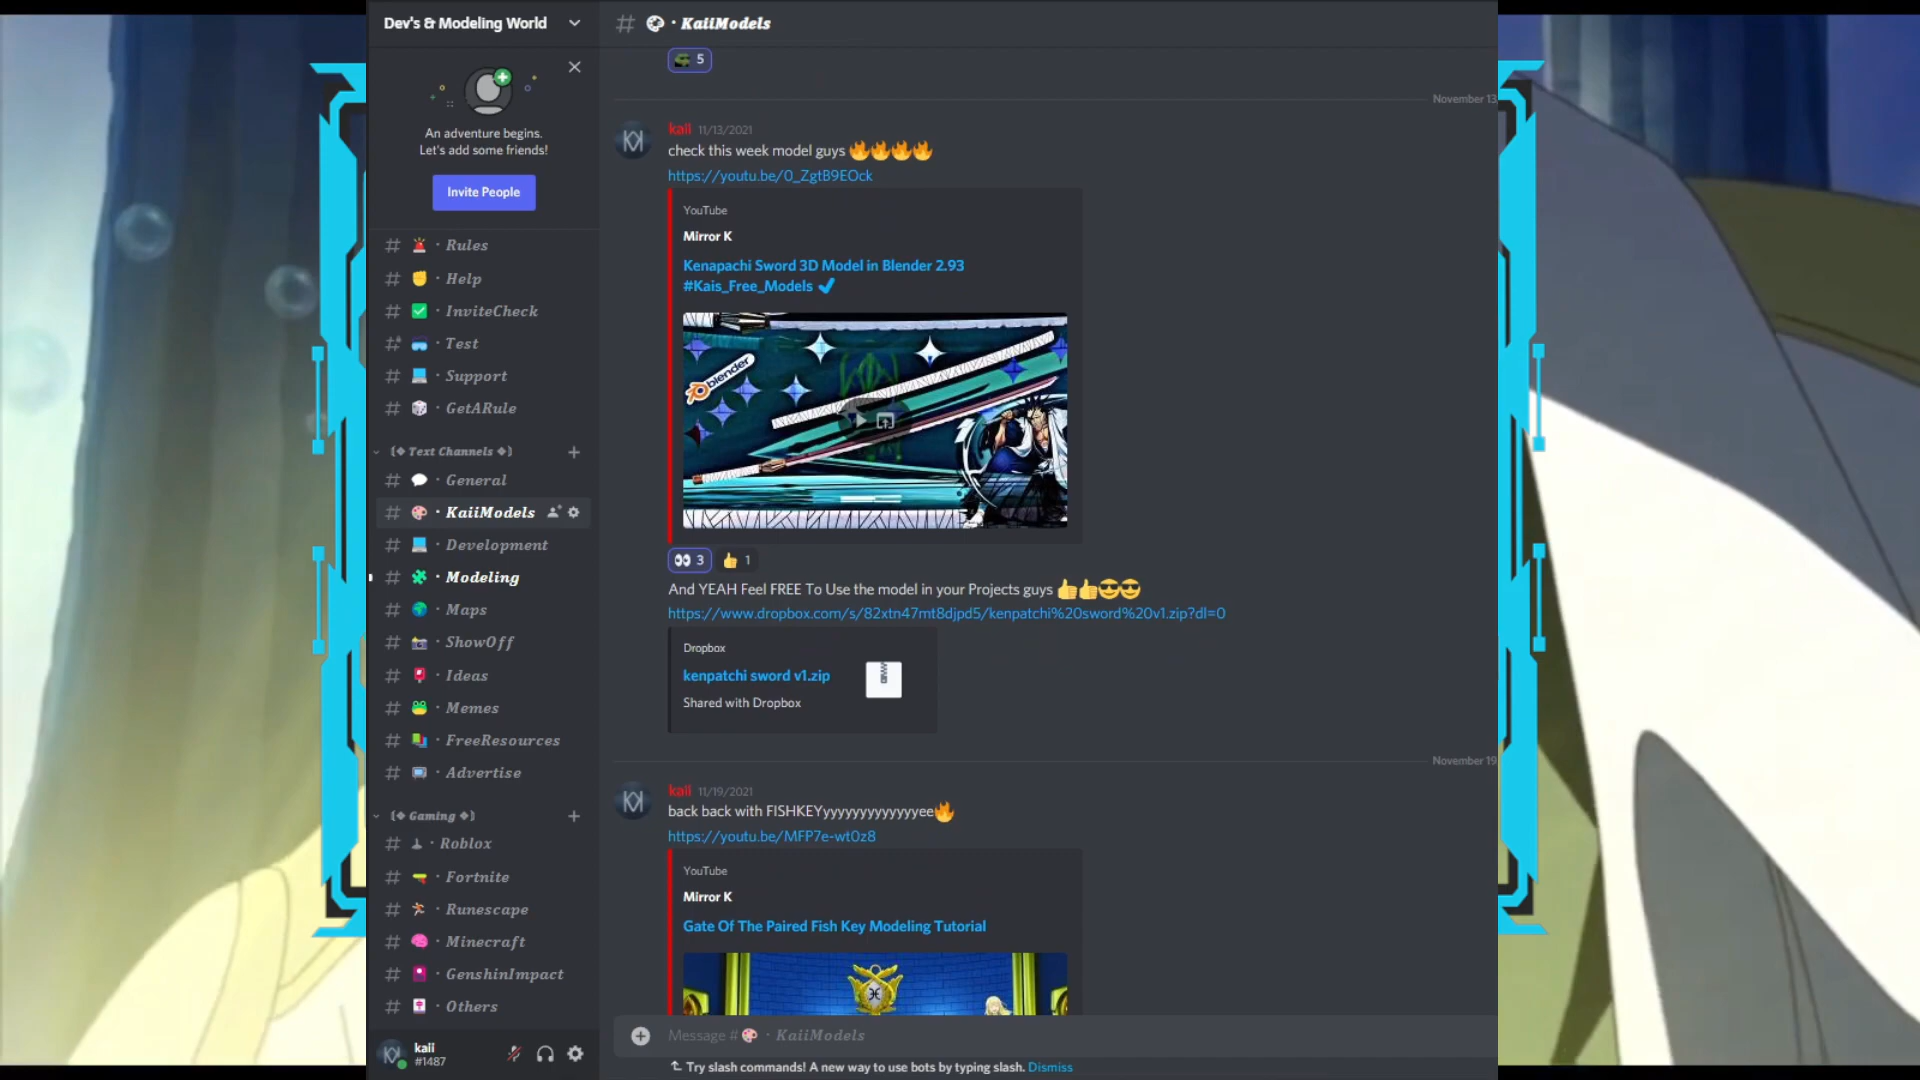 Dev's & Modeling World
An adventure begins.
Let's add some friends!
Invite People
· Rules
· Help
· InviteCheck
· Test
· Support
· GetARule
Text Channels
· General
· KaiiModels
· Development
· Modeling
· Maps
· ShowOff
· Ideas
· Memes
· FreeResources
· Advertise
Gaming
· Roblox
· Fortnite
· Runescape
· Minecraft
· GenshinImpact
· Others
kaii
#1487
· KaiiModels
5
November 13,
kaii 11/13/2021
check this week model guys 🔥🔥🔥🔥
https://youtu.be/0_ZgtB9EOck
YouTube
Mirror K
Kenapachi Sword 3D Model in Blender 2.93
#Kais_Free_Models ✔
blender
👀 3 👍 1
And YEAH Feel FREE To Use the model in your Projects guys 👍👍😎😎
https://www.dropbox.com/s/82xtn47mt8djpd5/kenpatchi%20sword%20v1.zip?dl=0
Dropbox
kenpatchi sword v1.zip
Shared with Dropbox
November 19
kaii 11/19/2021
back back with FISHKEYyyyyyyyyyyyyyyee🔥
https://youtu.be/MFP7e-wt0z8
YouTube
Mirror K
Gate Of The Paired Fish Key Modeling Tutorial
Message # 🎨 · KaiiModels
Try slash commands! A new way to use bots by typing slash. Dismiss